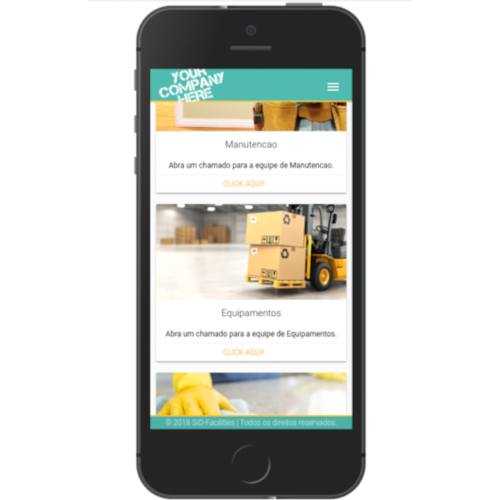 YOUR
COMPANY
HERE
Manutencao
Abra um chamado para a equipe de Manutencao.
CLICK AQUI!
Equipamentos
Abra um chamado para a equipe de Equipamentos.
CLICK AQUI!
© 2018 SIO-Facilities | Todos os direitos reservados.